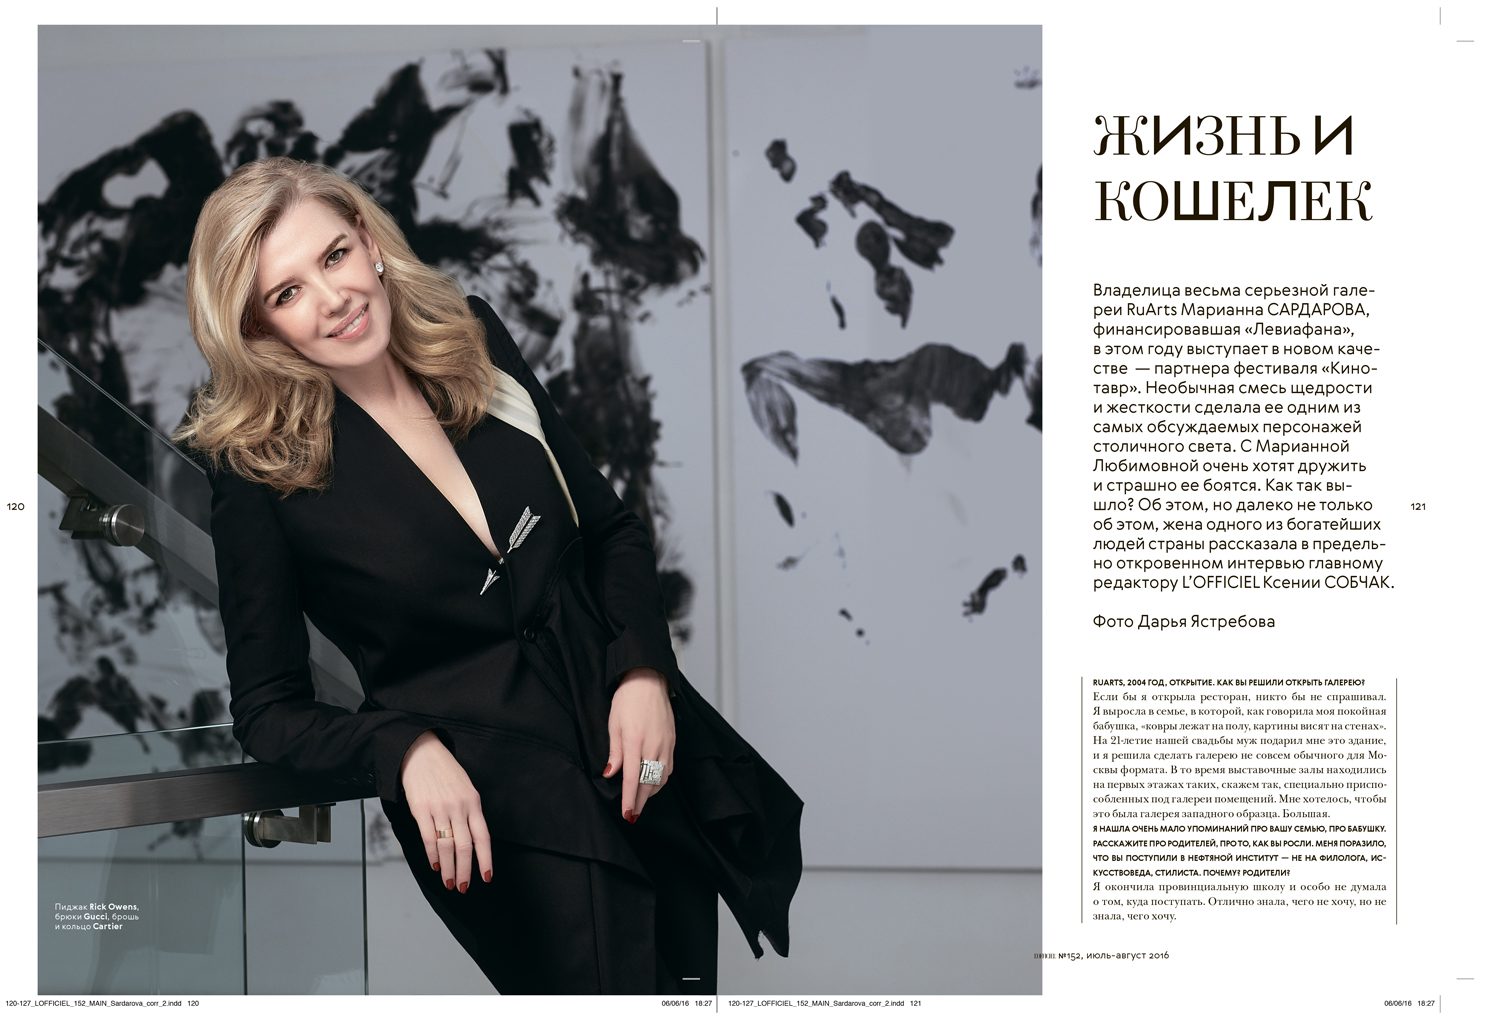 ЖИЗНЬ И
КОШЕЛЕК
Владелица весьма серьезной гале-
реи RuArts Марианна САРДАРОВА,
финансировавшая «Левиафана»,
в этом году выступает в новом каче-
стве — партнера фестиваля «Кино-
тавр». Необычная смесь щедрости
и жесткости сделала ее одним из
самых обсуждаемых персонажей
столичного света. С Марианной
Любимовной очень хотят дружить
и страшно ее боятся. Как так вы-
шло? Об этом, но далеко не только
об этом, жена одного из богатейших
людей страны рассказала в предель-
но откровенном интервью главному
редактору L’OFFICIEL Ксении СОБЧАК.
Фото Дарья Ястребова
RUARTS, 2004 ГОД, ОТКРЫТИЕ. КАК ВЫ РЕШИЛИ ОТКРЫТЬ ГАЛЕРЕЮ?
Если бы я открыла ресторан, никто бы не спрашивал.
Я выросла в семье, в которой, как говорила моя покойная
бабушка, «ковры лежат на полу, картины висят на стенах».
На 21-летие нашей свадьбы муж подарил мне это здание,
и я решила сделать галерею не совсем обычного для Мо-
сквы формата. В то время выставочные залы находились
на первых этажах таких, скажем так, специально приспо-
собленных под галереи помещений. Мне хотелось, чтобы
это была галерея западного образца. Большая.
Я НАШЛА ОЧЕНЬ МАЛО УПОМИНАНИЙ ПРО ВАШУ СЕМЬЮ, ПРО БАБУШКУ.
РАССКАЖИТЕ ПРО РОДИТЕЛЕЙ, ПРО ТО, КАК ВЫ РОСЛИ. МЕНЯ ПОРАЗИЛО,
ЧТО ВЫ ПОСТУПИЛИ В НЕФТЯНОЙ ИНСТИТУТ — НЕ НА ФИЛОЛОГА, ИС-
КУССТВОВЕДА, СТИЛИСТА. ПОЧЕМУ? РОДИТЕЛИ?
Я окончила провинциальную школу и особо не думала
о том, куда поступать. Отлично знала, чего не хочу, но не
знала, чего хочу.
120
121
Пиджак Rick Owens,
брюки Gucci, брошь
и кольцо Cartier
№152, июль-август 2016
120-127_LOFFICIEL_152_MAIN_Sardarova_corr_2.indd 120
06/06/16 18:27
120-127_LOFFICIEL_152_MAIN_Sardarova_corr_2.indd 121
06/06/16 18:27